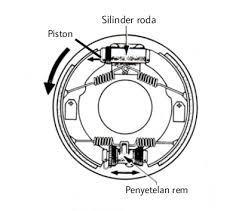 Silinder roda
Piston
Penyetelan rem